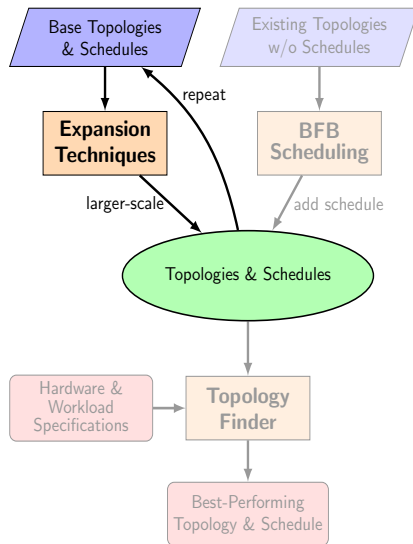 Base Topologies
& Schedules
Existing Topologies
w/o Schedules
repeat
Expansion
Techniques
BFB
Scheduling
larger-scale
add schedule
Topologies & Schedules
Hardware &
Workload
Specifications
Topology
Finder
Best-Performing
Topology & Schedule